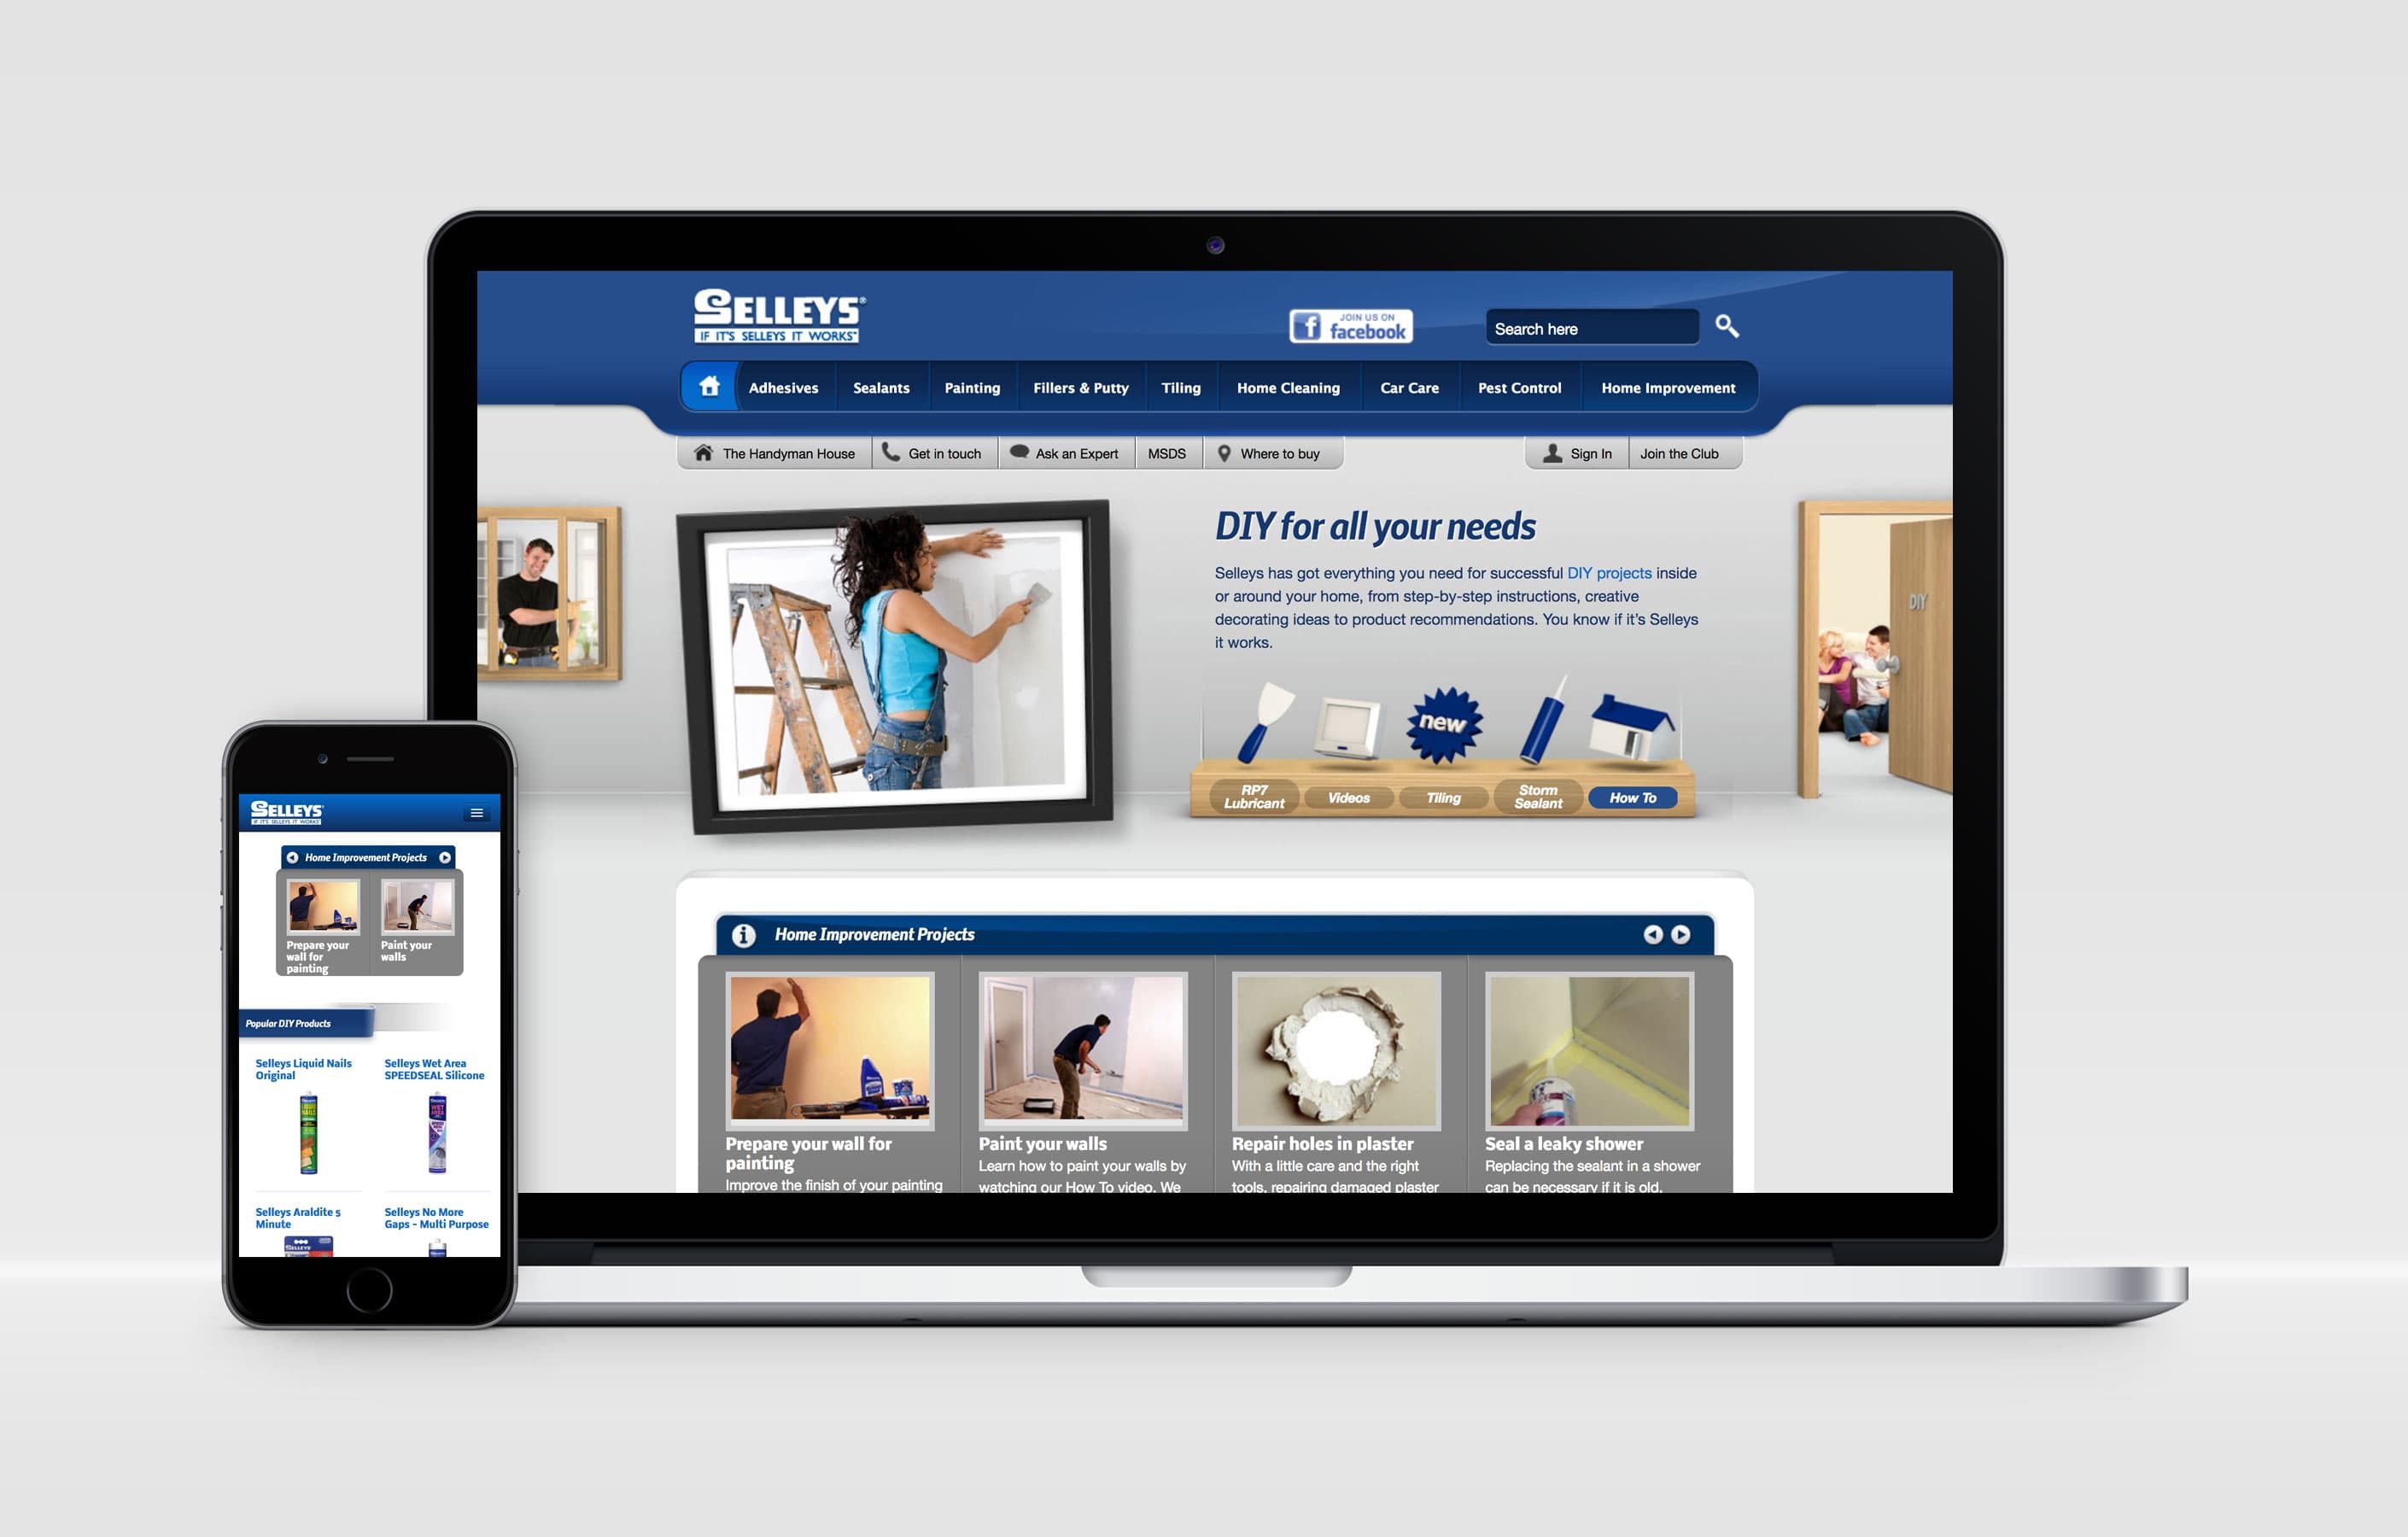 SELLEYS®
IF IT'S SELLEYS IT WORKS™
JOIN US ON
facebook
Search here
Adhesives Sealants Painting Fillers & Putty Tiling Home Cleaning Car Care Pest Control Home Improvement
The Handyman House Get in touch Ask an Expert MSDS Where to buy Sign In Join the Club
DIY for all your needs
Selleys has got everything you need for successful DIY projects inside
or around your home, from step-by-step instructions, creative
decorating ideas to product recommendations. You know if it's Selleys
it works.
DIY
new
RP7
Lubricant
Videos
Tiling
Storm
Sealant
How To
Home Improvement Projects
Prepare your wall for
painting
Improve the finish of your painting
Paint your walls
Learn how to paint your walls by
watching our How To video. We
Repair holes in plaster
With a little care and the right
tools, repairing damaged plaster
Seal a leaky shower
Replacing the sealant in a shower
can be necessary if it is old,
SELLEYS
IF IT'S SELLEYS IT WORKS
Home Improvement Projects
Prepare your
wall for
painting
Paint your
walls
Popular DIY Products
Selleys Liquid Nails
Original
Selleys Wet Area
SPEEDSEAL Silicone
LIQUID
NAILS
WET
AREA
Selleys Araldite 5
Minute
Selleys No More
Gaps - Multi Purpose
SELLEYS